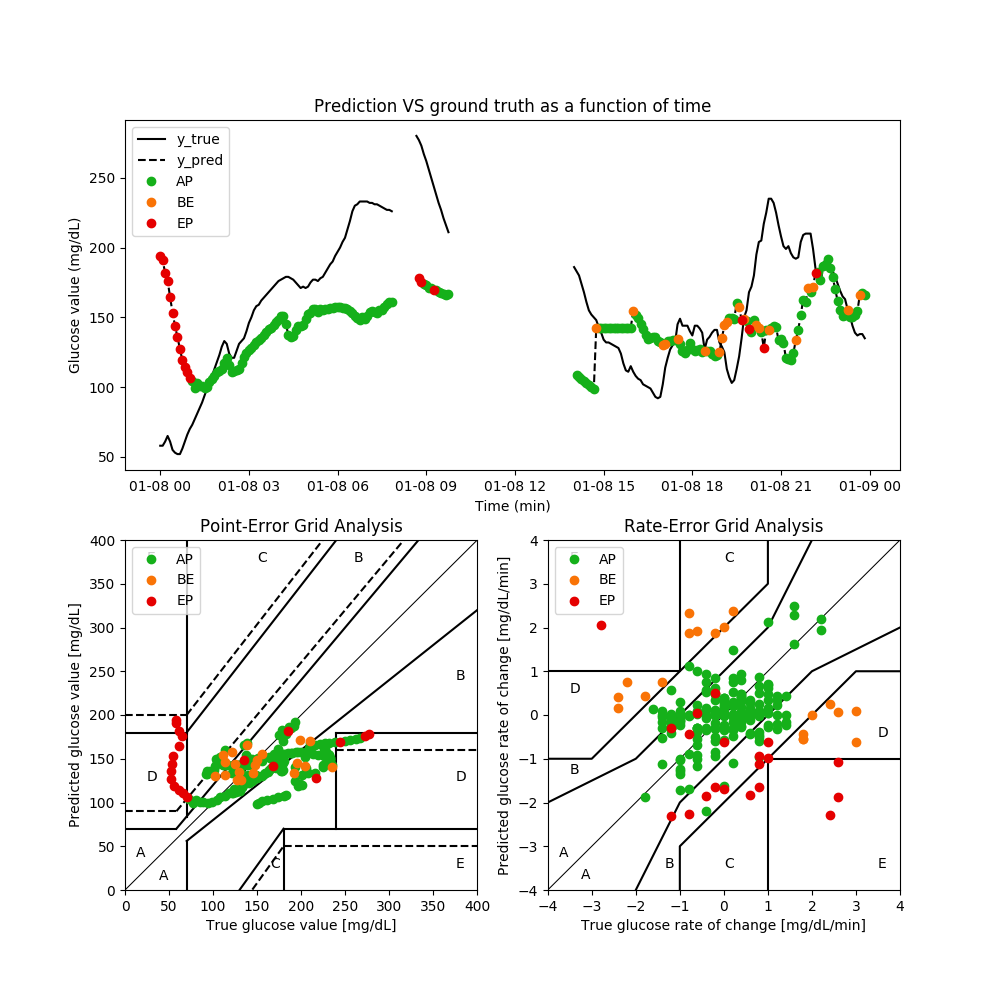 Prediction VS ground truth as a function of time
Glucose value (mg/dL)
250
200
150
100
50
y_true
y_pred
AP
BE
EP
01-08 00 01-08 03 01-08 06 01-08 09 01-08 12 01-08 15 01-08 18 01-08 21 01-09 00
Time (min)
Point-Error Grid Analysis
Predicted glucose value [mg/dL]
400
350
300
250
200
150
100
50
0
AP
BE
EP
C
B
B
D
D
A
A
C
E
0 50 100 150 200 250 300 350 400
True glucose value [mg/dL]
Rate-Error Grid Analysis
Predicted glucose rate of change [mg/dL/min]
4
3
2
1
0
−1
−2
−3
−4
AP
BE
EP
C
D
D
B
A
A
B
C
E
−4 −3 −2 −1 0 1 2 3 4
True glucose rate of change [mg/dL/min]